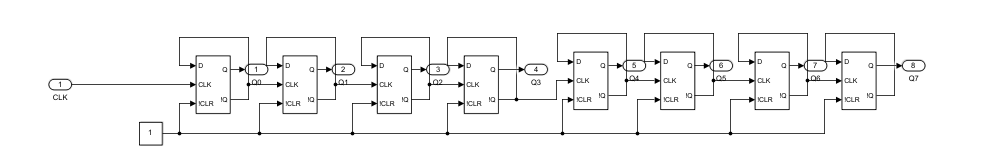 D Q D Q D Q D Q D Q D Q D Q D Q
1 2 3 4 5 6 7 8
Q0 Q1 Q2 Q3 Q4 Q5 Q6 Q7
1 CLK CLK CLK CLK CLK CLK CLK CLK
CLK
!CLR !Q !CLR !Q !CLR !Q !CLR !Q !CLR !Q !CLR !Q !CLR !Q !CLR !Q
1